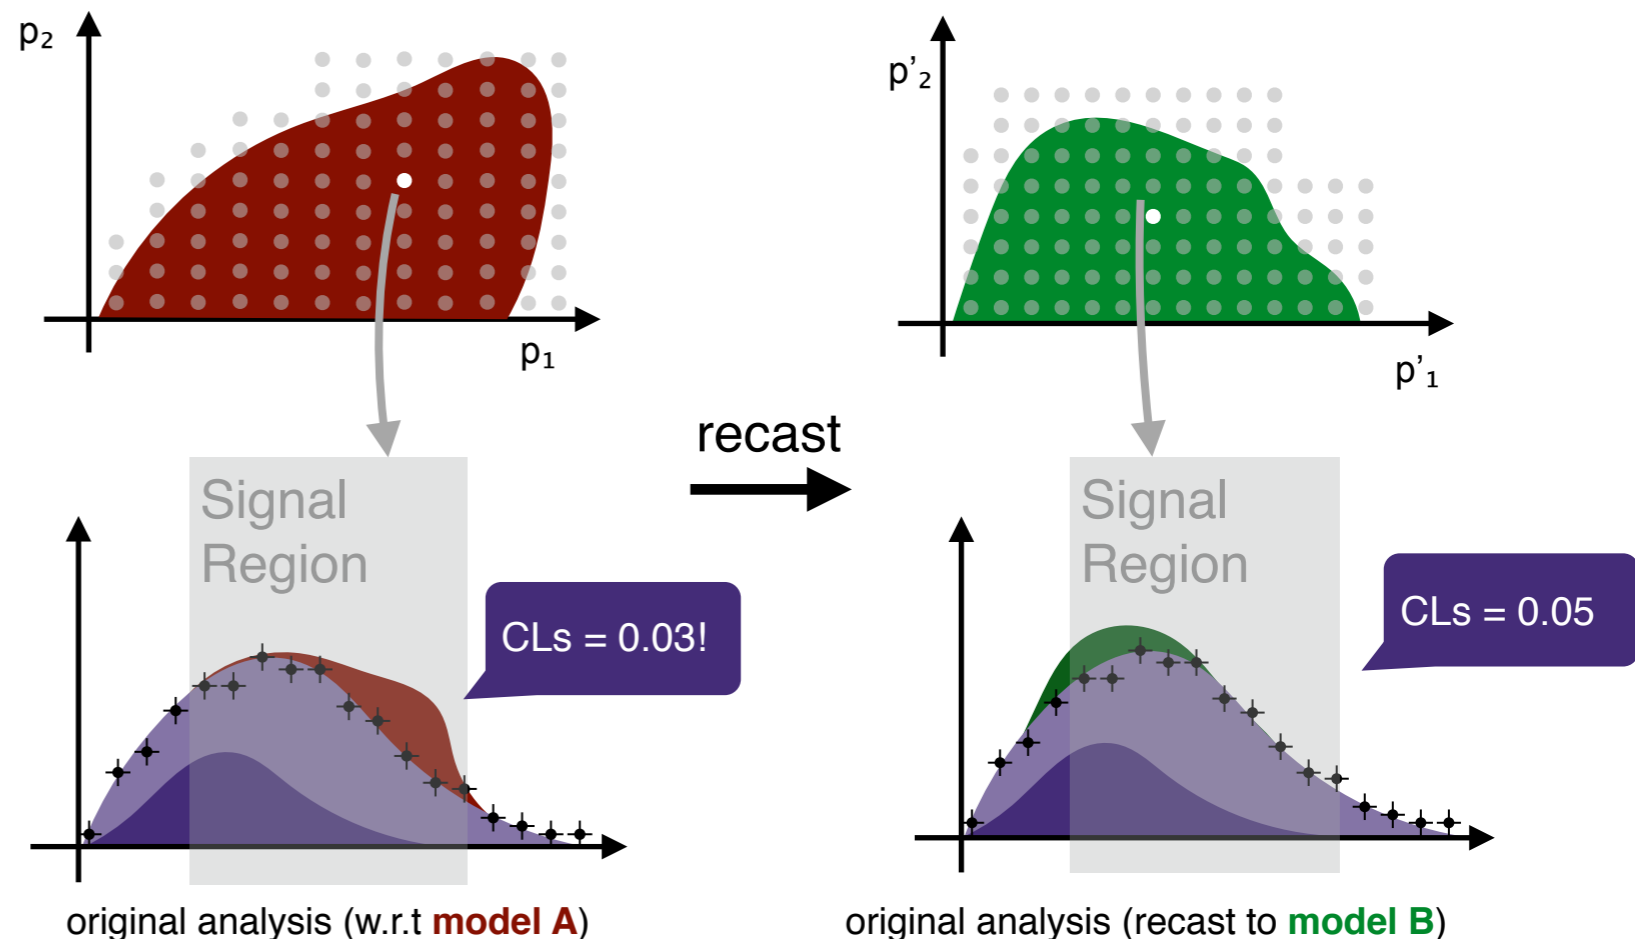 p₂
p₁
p'₂
p'₁
recast
Signal
Region
CLs = 0.03!
Signal
Region
CLs = 0.05
original analysis (w.r.t model A)
original analysis (recast to model B)